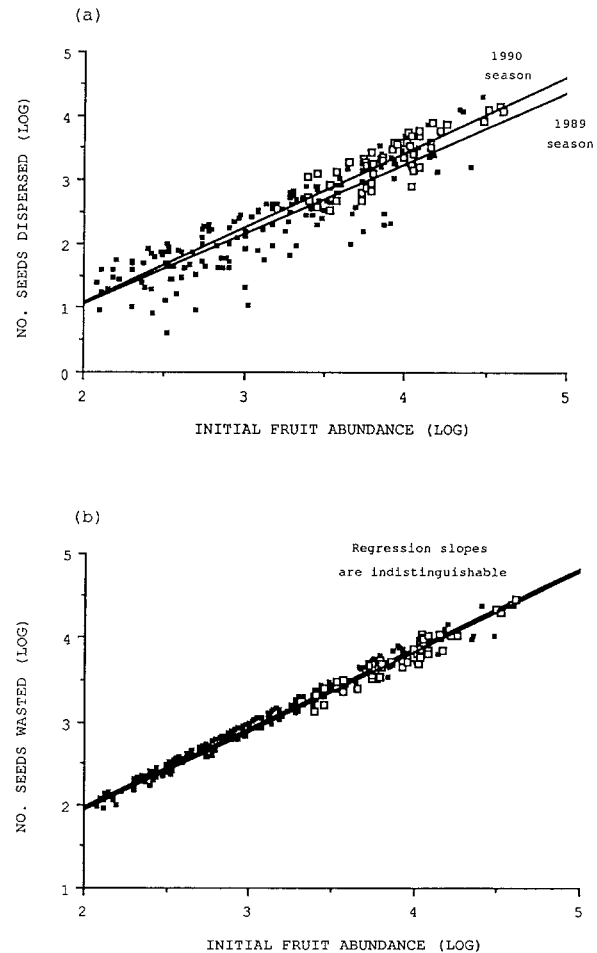 (a)
5
4
3
2
1
0
NO. SEEDS DISPERSED (LOG)
1990
season
1989
season
2
3
4
5
INITIAL FRUIT ABUNDANCE (LOG)
(b)
5
4
3
2
1
NO. SEEDS WASTED (LOG)
Regression slopes
are indistinguishable
2
3
4
5
INITIAL FRUIT ABUNDANCE (LOG)